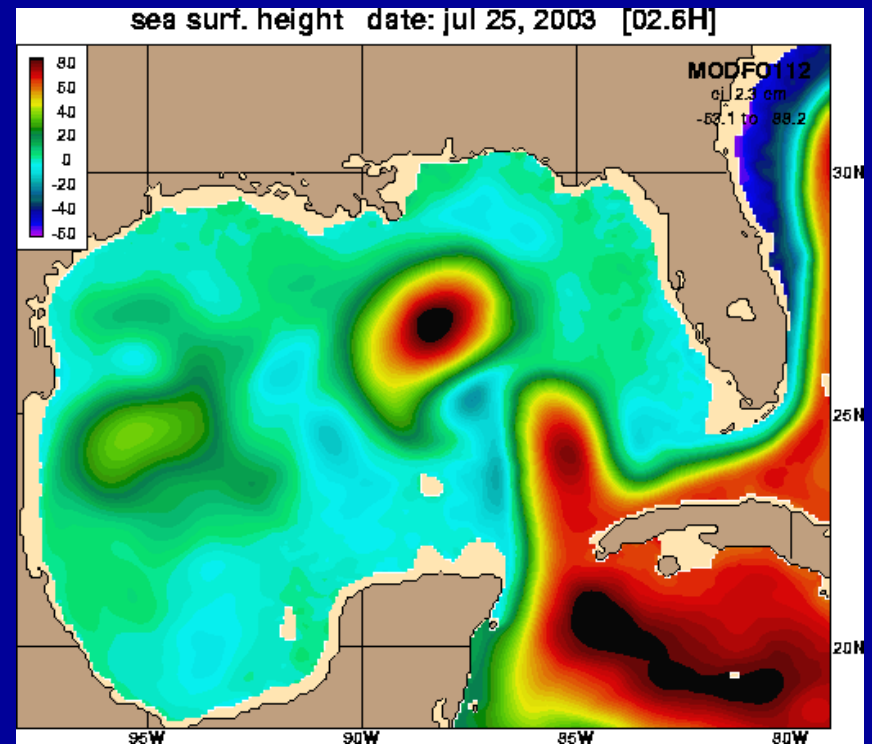 sea surf. height date: jul 25, 2003 [02.6H]
MODFO112
ci 2.3 cm
-53.1 to 88.2
80
60
40
20
0
-20
-40
-60
30N
25N
20N
95W
90W
85W
80W